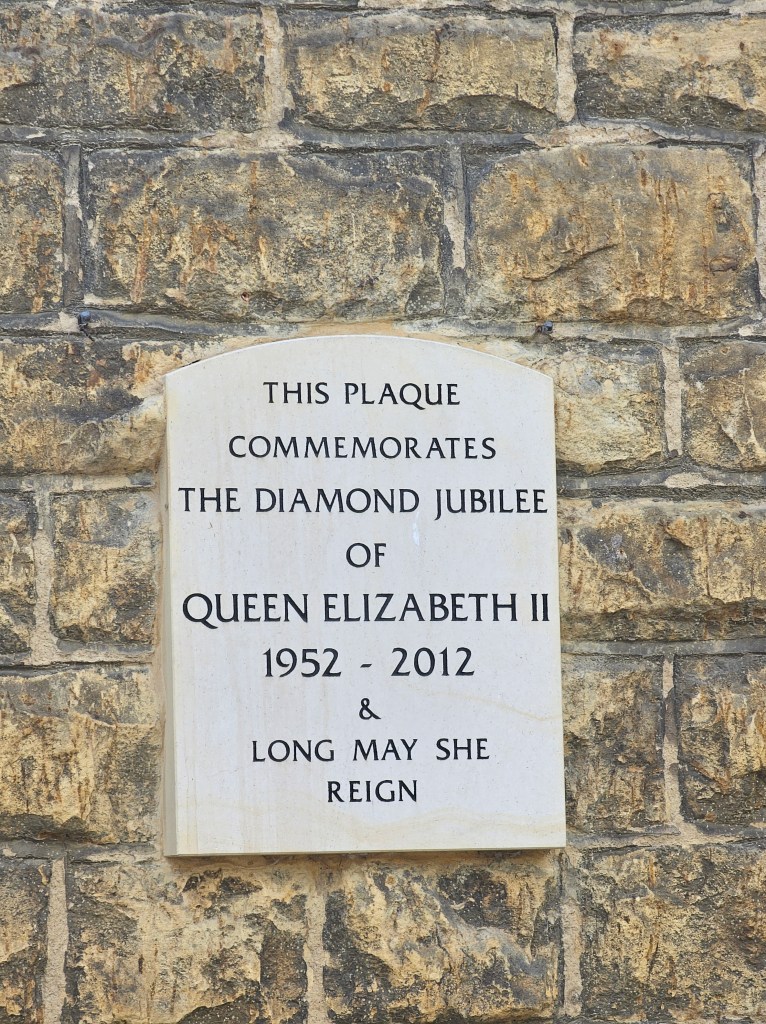 THIS PLAQUE
COMMEMORATES
THE DIAMOND JUBILEE
OF
QUEEN ELIZABETH II
1952 - 2012
&
LONG MAY SHE
REIGN